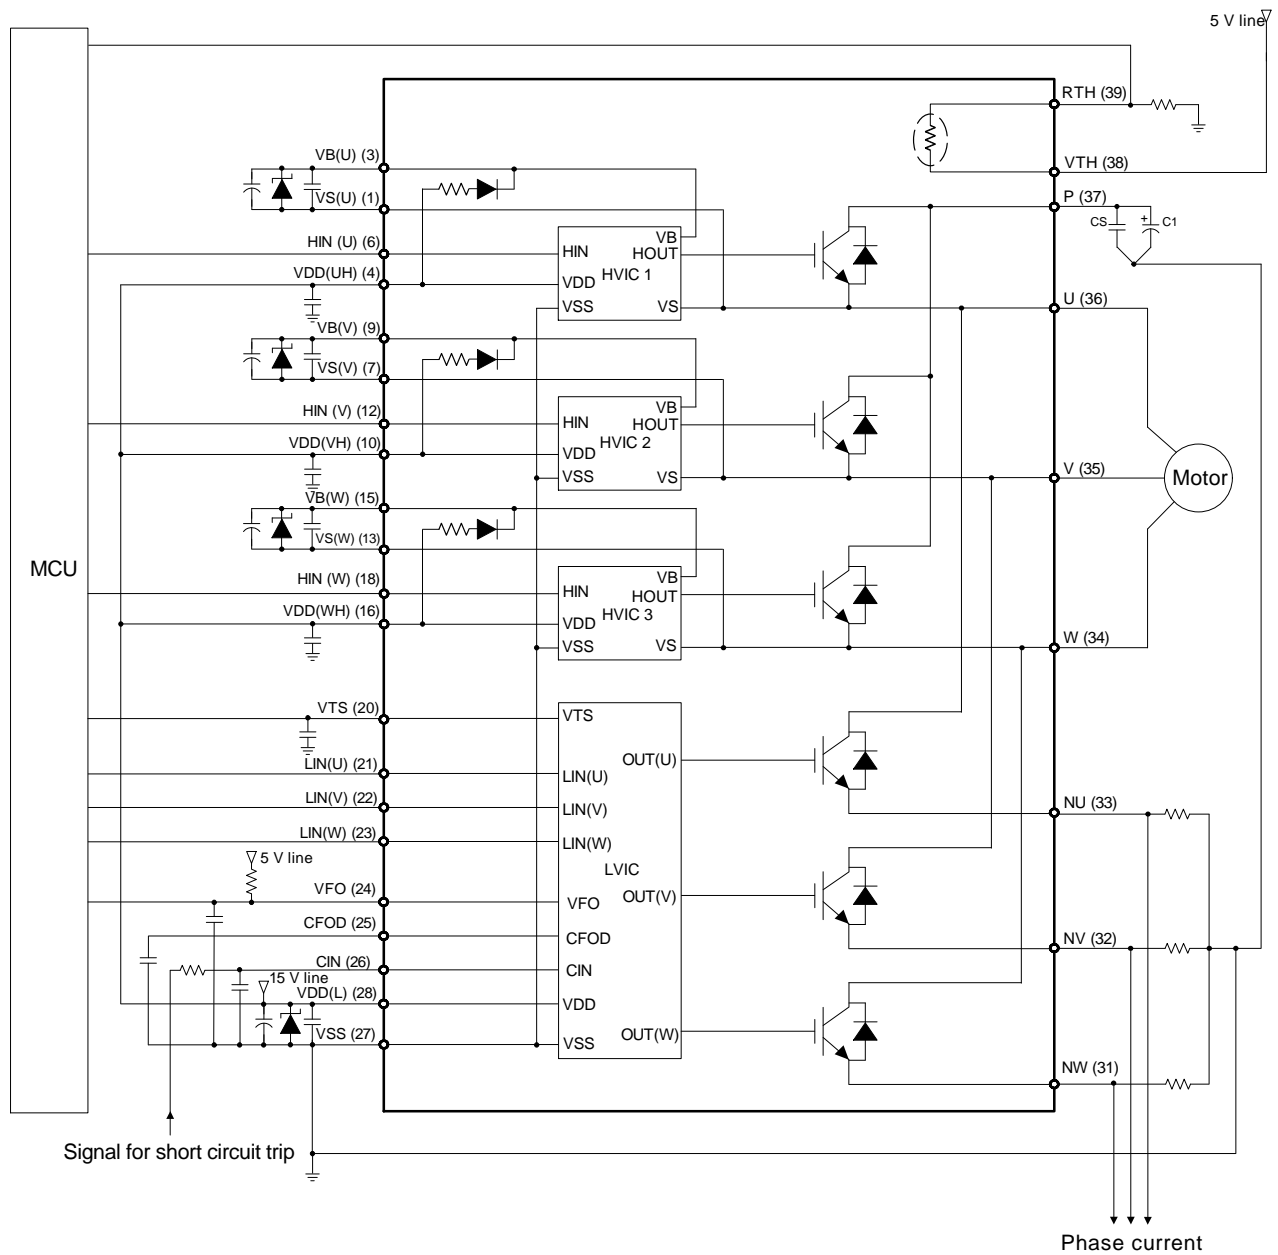 5 V line
RTH (39)
VTH (38)
P (37)
CS
+
C1
U (36)
V (35)
Motor
W (34)
NU (33)
NV (32)
NW (31)
Phase current
MCU
VB(U) (3)
VS(U) (1)
HIN (U) (6)
VDD(UH) (4)
VB(V) (9)
VS(V) (7)
HIN (V) (12)
VDD(VH) (10)
VB(W) (15)
VS(W) (13)
HIN (W) (18)
VDD(WH) (16)
VTS (20)
LIN(U) (21)
LIN(V) (22)
LIN(W) (23)
5 V line
VFO (24)
CFOD (25)
CIN (26)
15 V line
VDD(L) (28)
VSS (27)
Signal for short circuit trip
VB
HIN
HOUT
HVIC 1
VDD
VSS
VS
VB
HIN
HOUT
HVIC 2
VDD
VSS
VS
VB
HIN
HOUT
HVIC 3
VDD
VSS
VS
VTS
OUT(U)
LIN(U)
LIN(V)
LIN(W)
LVIC
OUT(V)
VFO
CFOD
CIN
VDD
OUT(W)
VSS